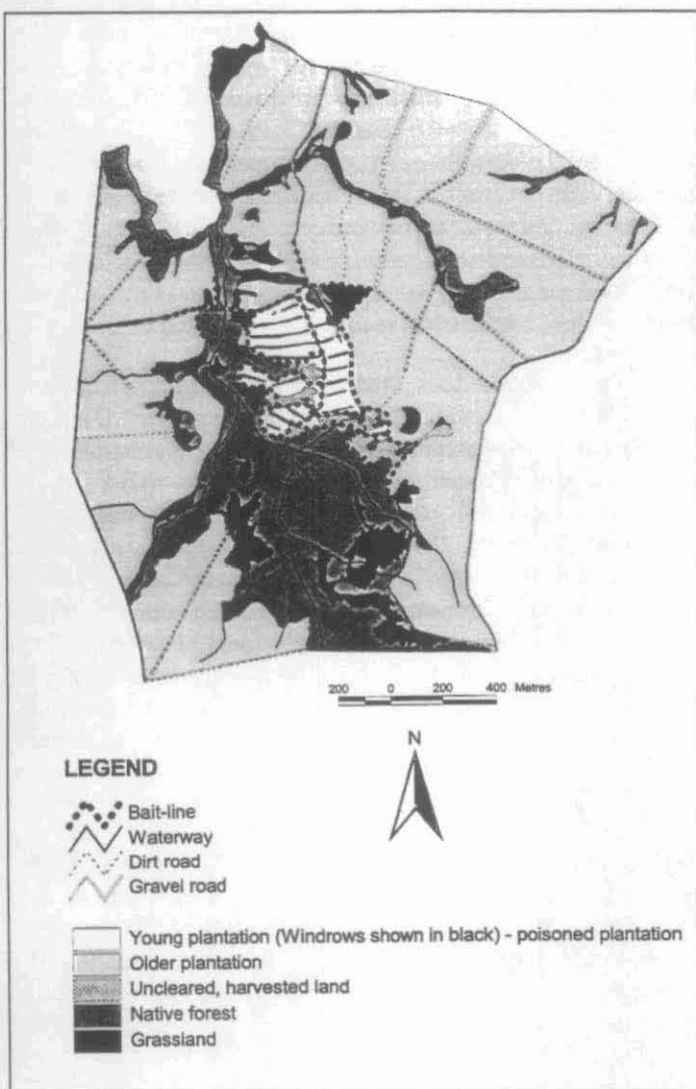 200 0 200 400 Metres
N
LEGEND
Bait-line
Waterway
Dirt road
Gravel road
Young plantation (Windrows shown in black) - poisoned plantation
Older plantation
Uncleared, harvested land
Native forest
Grassland